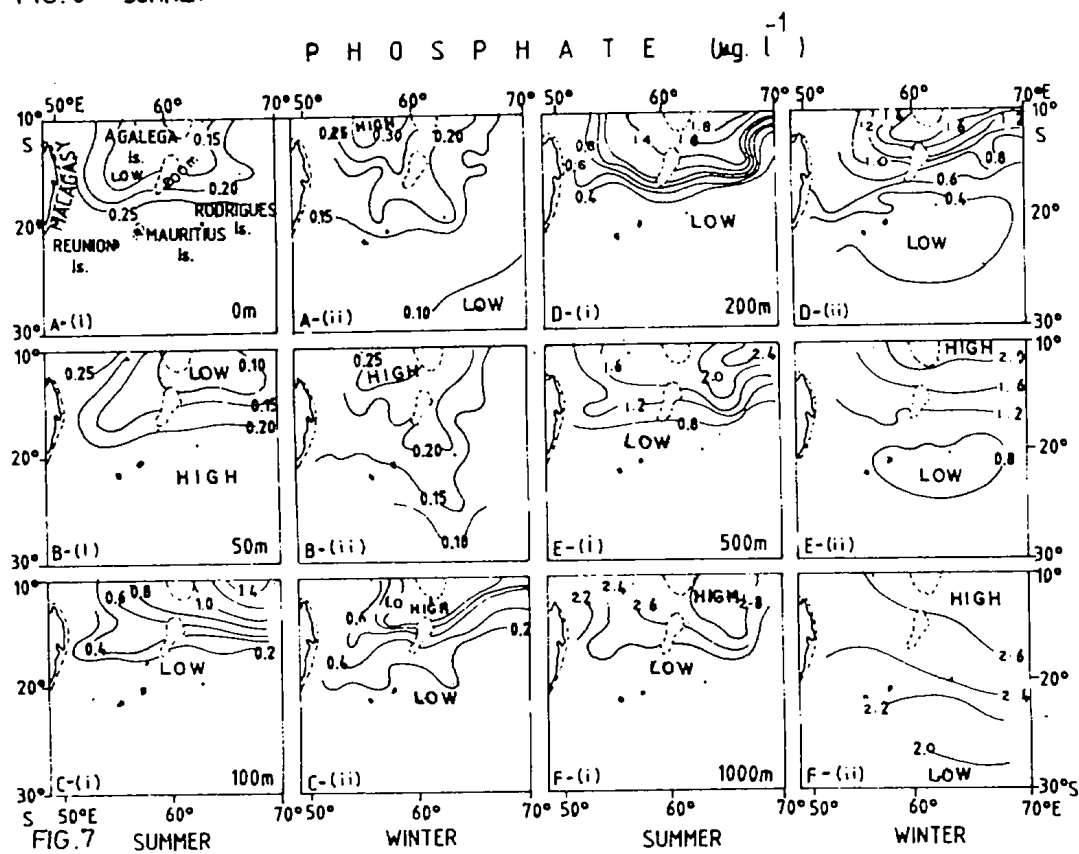 PHOSPHATE (µg. l⁻¹)
50°E 60° 70° 50° 60° 70° 50° 60° 70° 50° 60° 70°E
10° S 20° 30°
MALAGASY
AGALEGA
Is.
LOW
200m
0.15
0.20
0.25
RODRIGUES
Is.
REUNION
Is.
MAURITIUS
Is.
A-(i) 0m
0.25 HIGH 0.30 0.20
0.15
0.10 LOW
A-(ii)
0.8 1.4 1.6 1.8
0.6
0.4
LOW
D-(i) 200m
10°
S
1.2 1.4 1.6 1.2
1.0 0.8
0.6
0.4
20°
LOW
D-(ii) 30°
10°
0.25 LOW 0.10
0.15
0.20
20°
HIGH
B-(i) 50m
30°
0.25
HIGH
0.20
0.15
0.10
B-(ii)
1.6 2.4
2.0
1.2
0.8
LOW
E-(i) 500m
HIGH 10°
2.0
1.6
1.2
20°
0.8
LOW
E-(ii) 30°
10°
0.6 0.8 1.0 1.4
0.4 0.2
LOW
20°
C-(i) 100m
30°
1.0
HIGH
0.6
0.2
0.4
LOW
C-(ii)
2.2 2.4 2.6 HIGH 2.8
LOW
F-(i) 1000m
10°
HIGH
2.6
20°
2.4
2.2
2.0
LOW
F-(ii) 30°S
S 50°E 60° 70° 50° 60° 70° 50° 60° 70° 50° 60° 70°E
FIG.7 SUMMER WINTER SUMMER WINTER